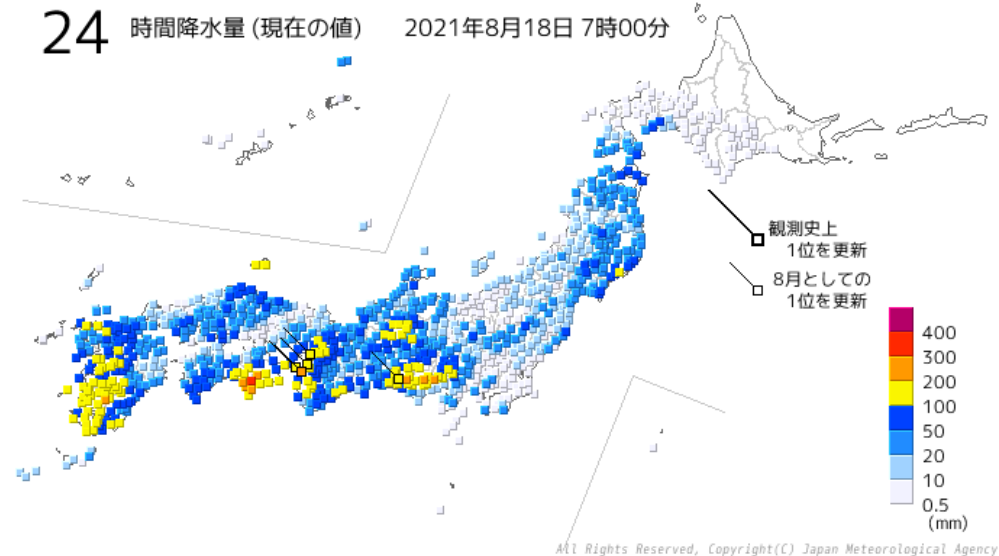 24 時間降水量 (現在の値) 2021年8月18日 7時00分
観測史上
1位を更新
8月としての
1位を更新
400
300
200
100
50
20
10
0.5
(mm)
All Rights Reserved, Copyright(C) Japan Meteorological Agency